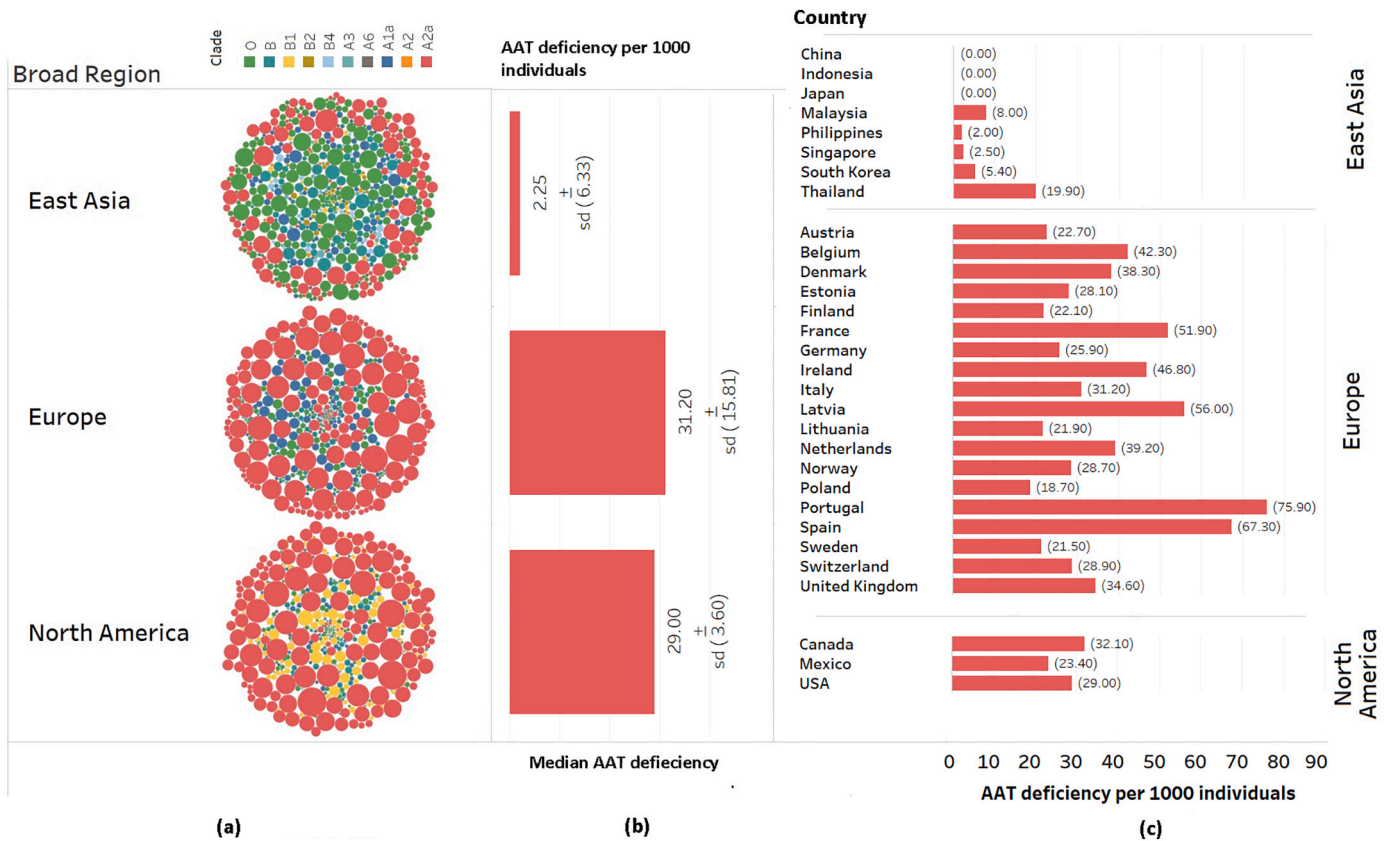 Clade
O
B
B1
B2
B4
A3
A6
A1a
A2
A2a
Broad Region
East Asia
Europe
North America
(a)
AAT deficiency per 1000
individuals
2.25
±
sd ( 6.33)
31.20
±
sd ( 15.81)
29.00
±
sd ( 3.60)
Median AAT defieciency
(b)
Country
China (0.00)
Indonesia (0.00)
Japan (0.00)
Malaysia (8.00)
Philippines (2.00)
Singapore (2.50)
South Korea (5.40)
Thailand (19.90)
East Asia
Austria (22.70)
Belgium (42.30)
Denmark (38.30)
Estonia (28.10)
Finland (22.10)
France (51.90)
Germany (25.90)
Ireland (46.80)
Italy (31.20)
Latvia (56.00)
Lithuania (21.90)
Netherlands (39.20)
Norway (28.70)
Poland (18.70)
Portugal (75.90)
Spain (67.30)
Sweden (21.50)
Switzerland (28.90)
United Kingdom (34.60)
Europe
Canada (32.10)
Mexico (23.40)
USA (29.00)
North
America
0 10 20 30 40 50 60 70 80 90
AAT deficiency per 1000 individuals
(c)